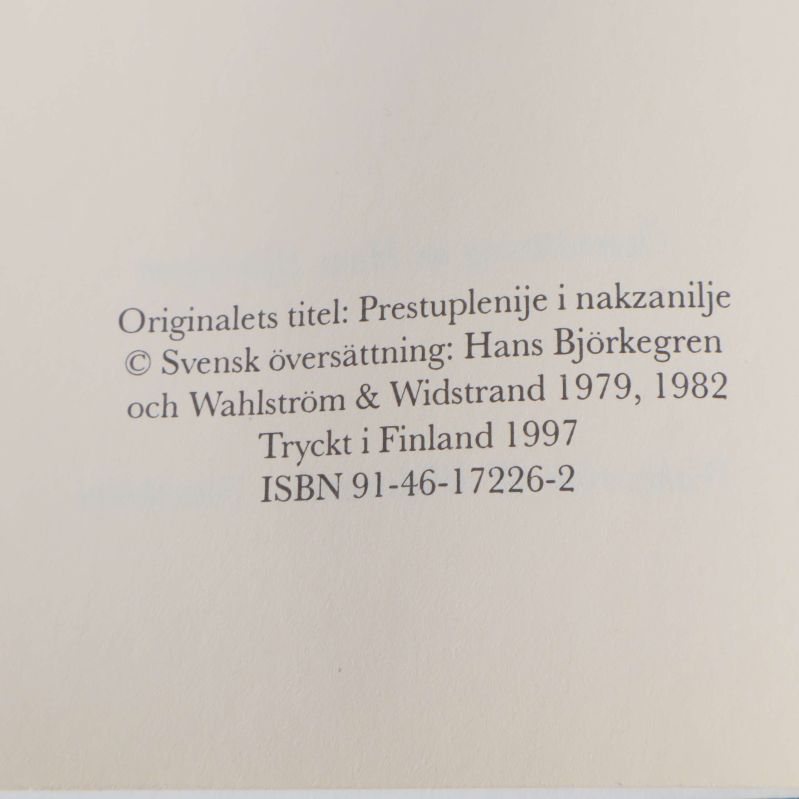 Originalets titel: Prestuplenije i nakzanilje
© Svensk översättning: Hans Björkegren
och Wahlström & Widstrand 1979, 1982
Tryckt i Finland 1997
ISBN 91-46-17226-2